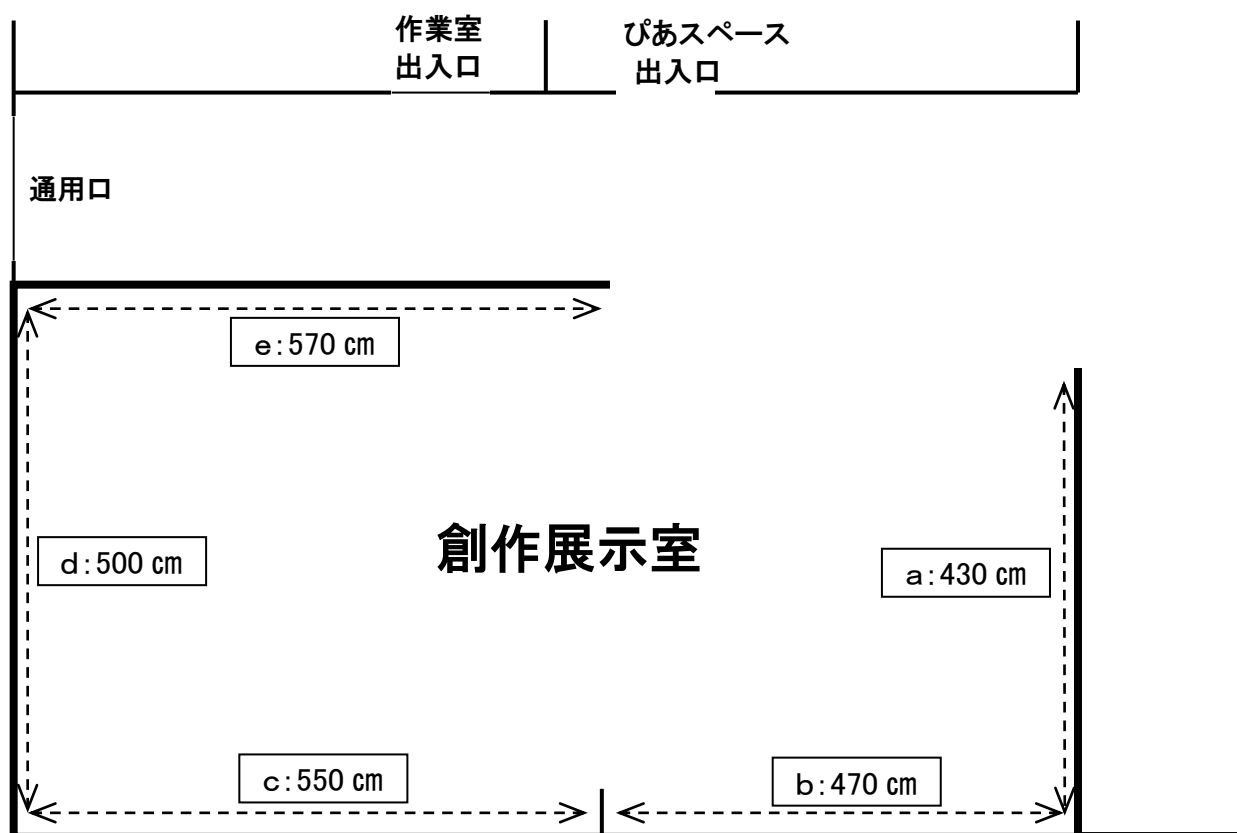 作業室
出入口
ぴあスペース
出入口
通用口
e:570 ㎝
d:500 ㎝
創作展示室
a:430 ㎝
c:550 ㎝
b:470 ㎝